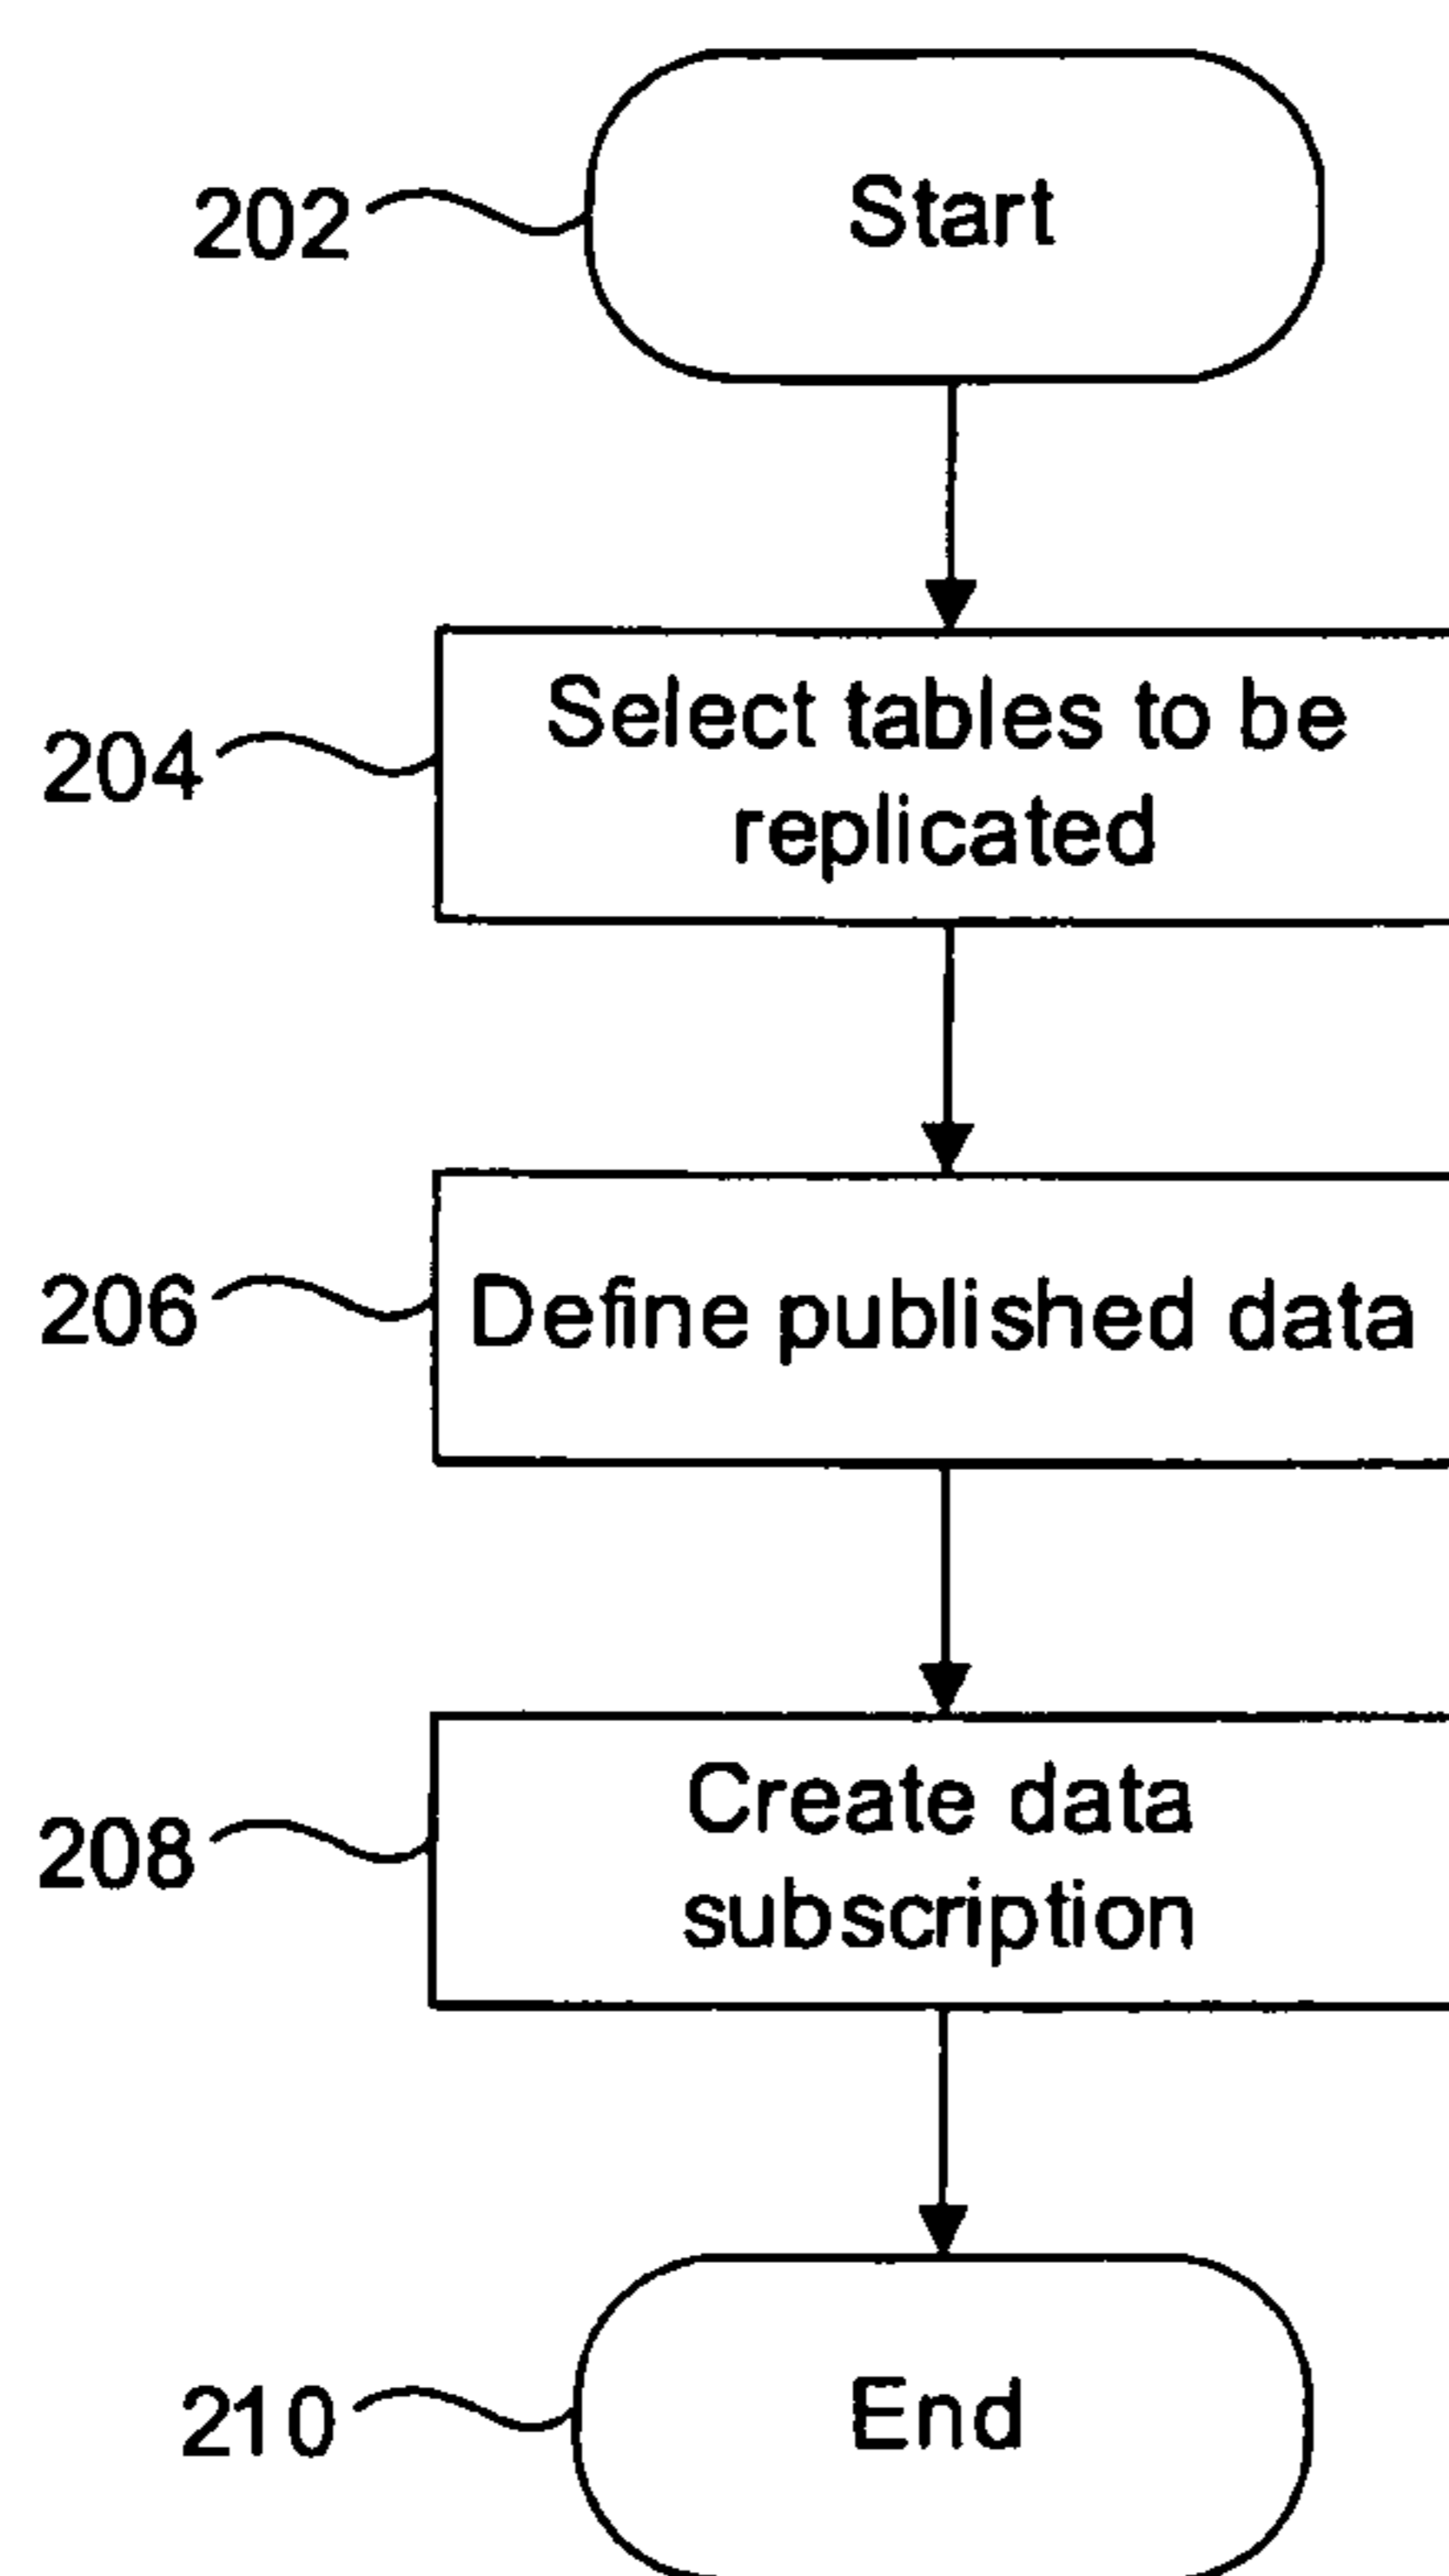 202
Start
204
Select tables to be
replicated
206
Define published data
208
Create data
subscription
210
End